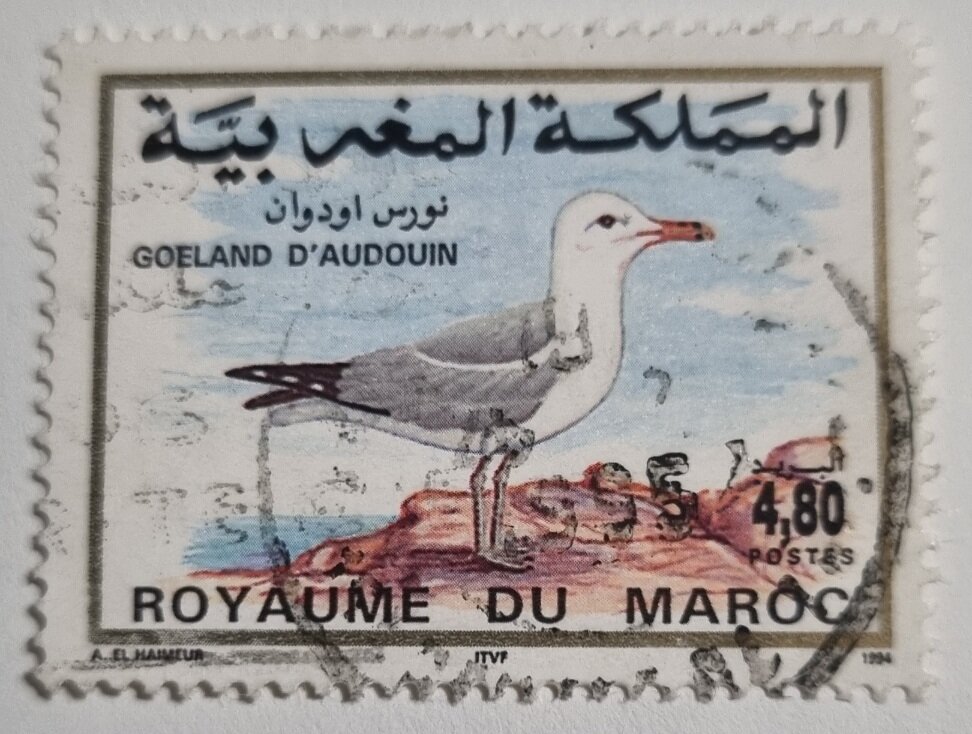 المملكة المغربية
نورس اودوان
GOELAND D'AUDOUIN
البريد
4,80
POSTES
ROYAUME DU MAROC
A. EL HAIMEUR ITVF 1994